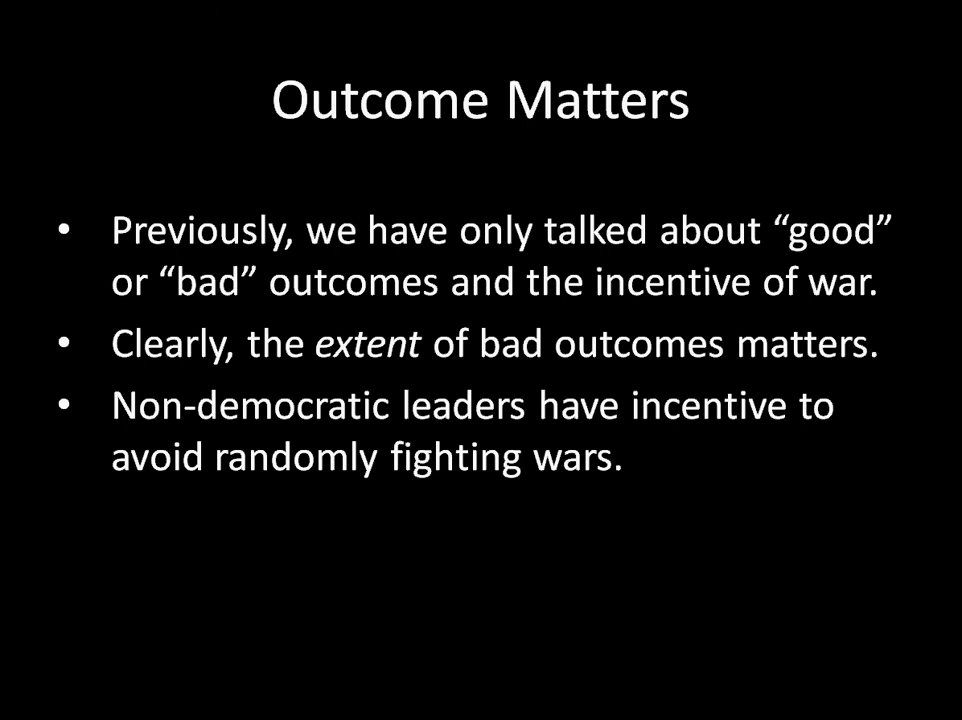 Outcome Matters
• Previously, we have only talked about “good”
or “bad” outcomes and the incentive of war.
• Clearly, the extent of bad outcomes matters.
• Non-democratic leaders have incentive to
avoid randomly fighting wars.